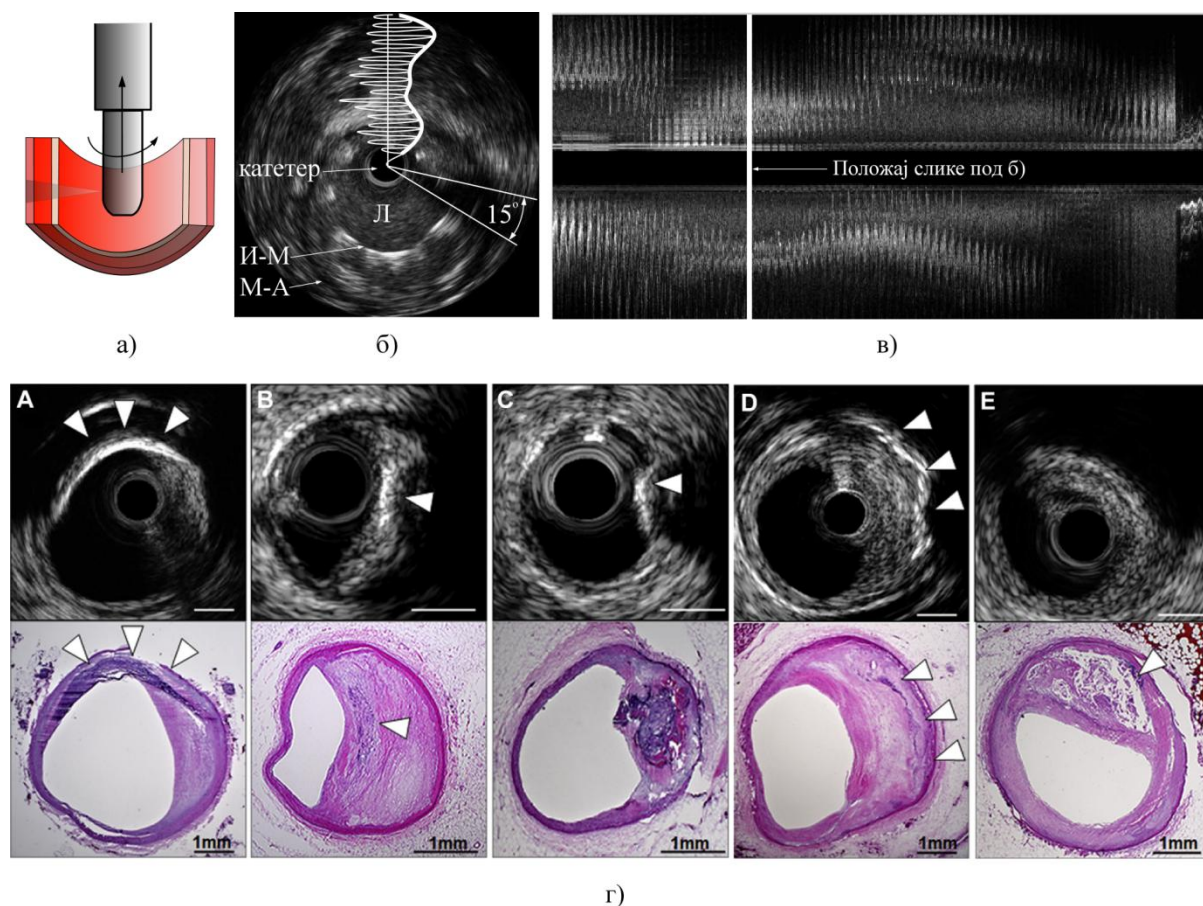 катетер
Л
15°
И-М
М-А
Положај слике под б)
а)
б)
в)
A
B
C
D
E
1mm
1mm
1mm
1mm
1mm
г)